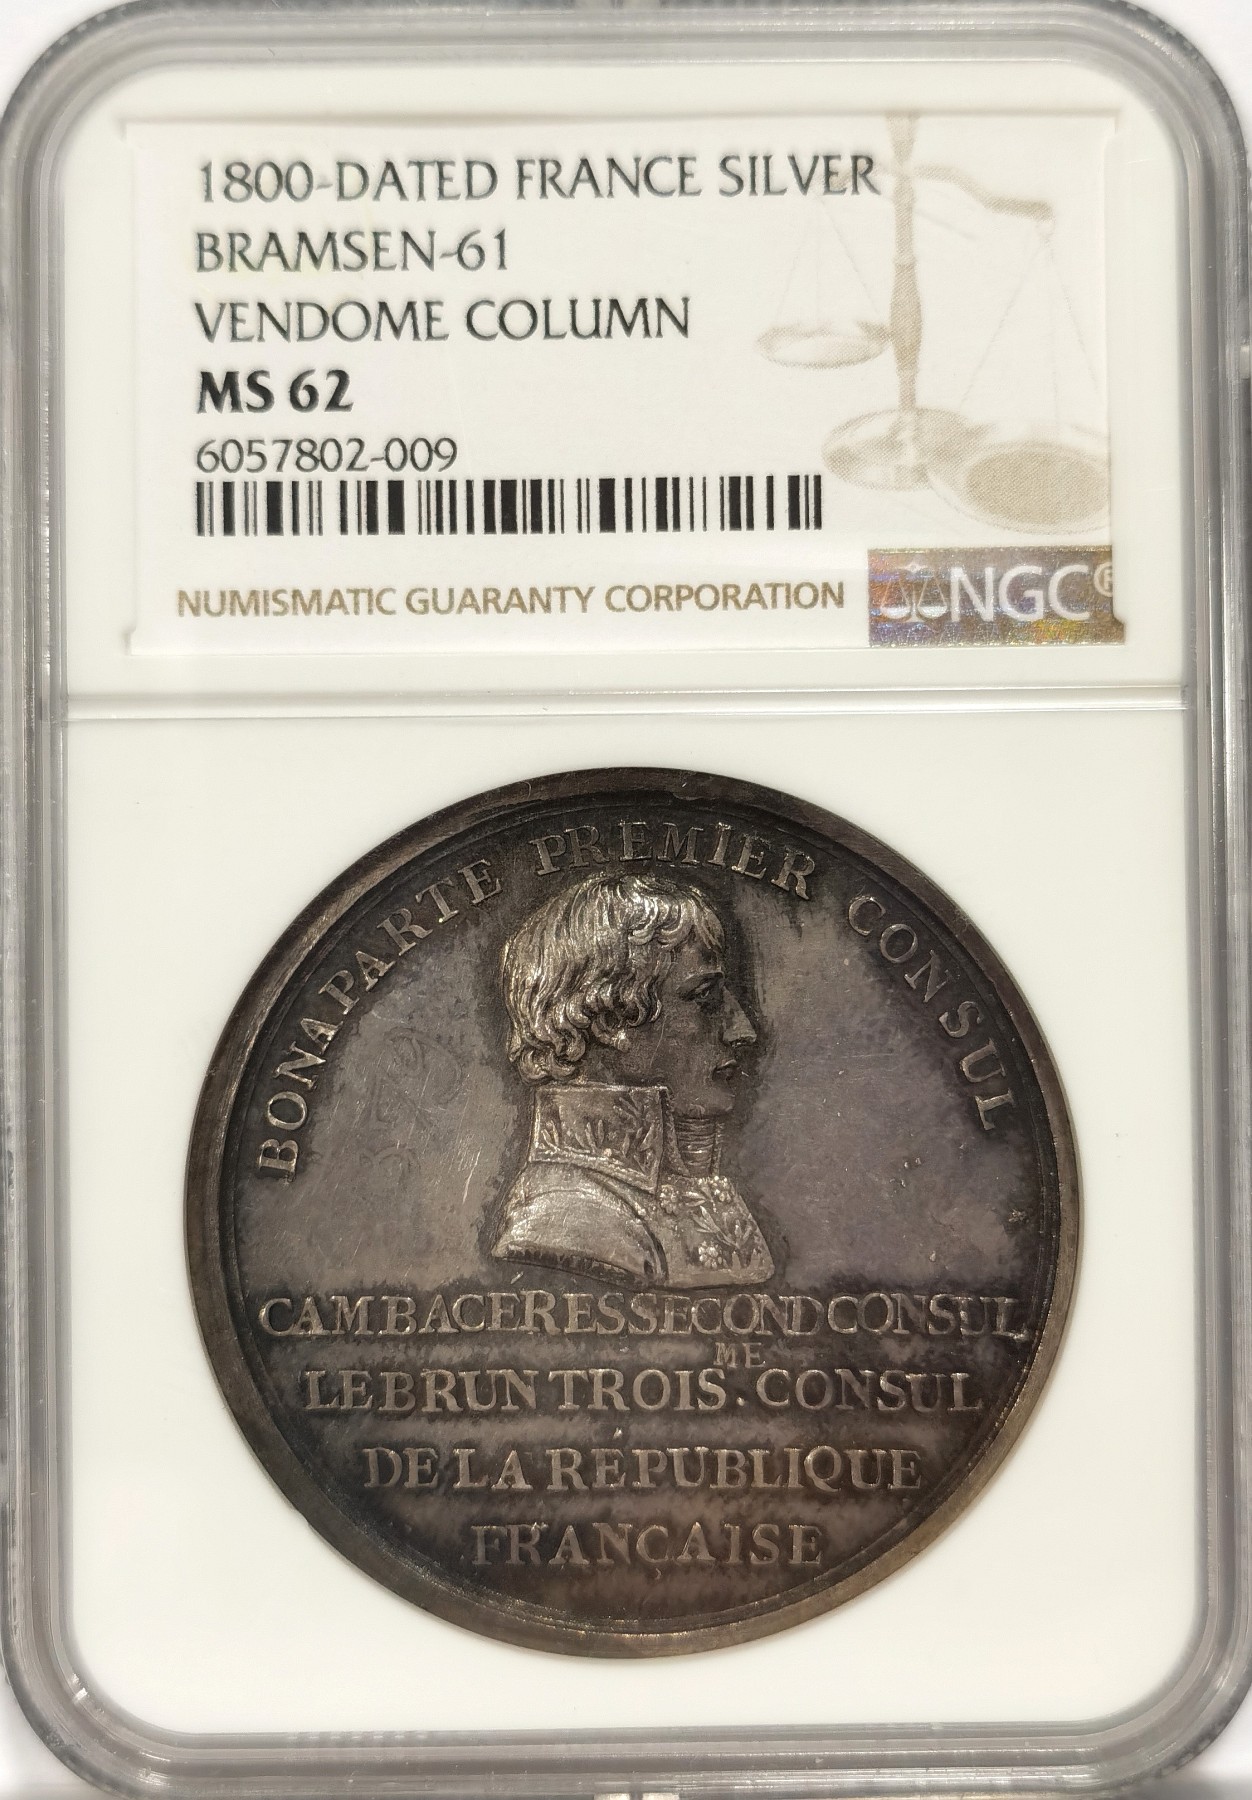 1800-DATED FRANCE SILVER
BRAMSEN-61
VENDOME COLUMN
MS 62
6057802-009
NUMISMATIC GUARANTY CORPORATION
NGC®
BONAPARTE PREMIER CONSUL
CAMBACÉRES SECOND CONSUL
LEBRUN TROIS.ME CONSUL
DE LA RÉPUBLIQUE
FRANÇAISE